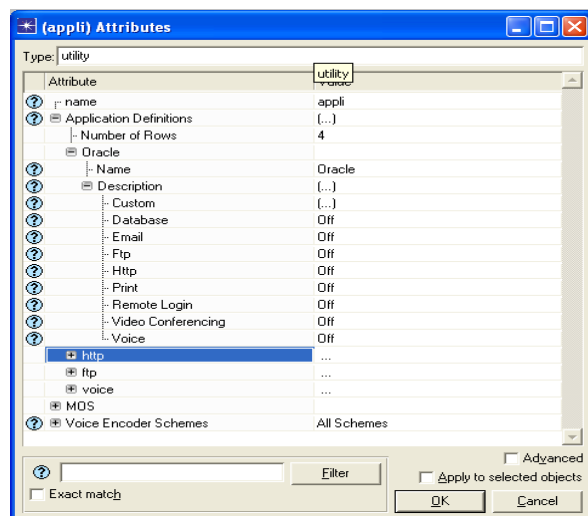 (appli) Attributes
Type: utility
utility
Attribute
name appli
Application Definitions (...)
Number of Rows 4
Oracle
Name Oracle
Description (...)
Custom (...)
Database Off
Email Off
Ftp Off
Http Off
Print Off
Remote Login Off
Video Conferencing Off
Voice Off
http ...
ftp ...
voice ...
MOS
Voice Encoder Schemes All Schemes
Advanced
Filter
Apply to selected objects
Exact match
OK Cancel